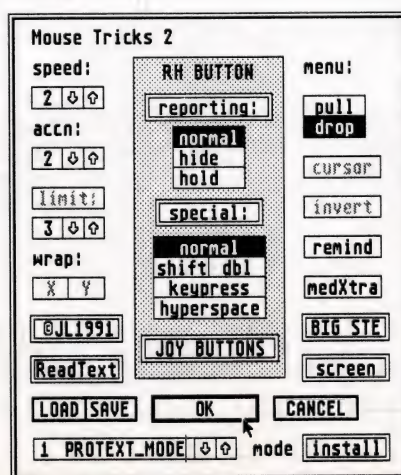 Mouse Tricks 2
speed:
2
accn:
2
limit:
3
wrap:
X Y
©JL1991
ReadText
RH BUTTON
reporting:
normal
hide
hold
special:
normal
shift dbl
keypress
hyperspace
JOY BUTTONS
menu:
pull
drop
cursor
invert
remind
medXtra
BIG STE
screen
LOAD SAVE OK CANCEL
1 PROTEXT_MODE mode install